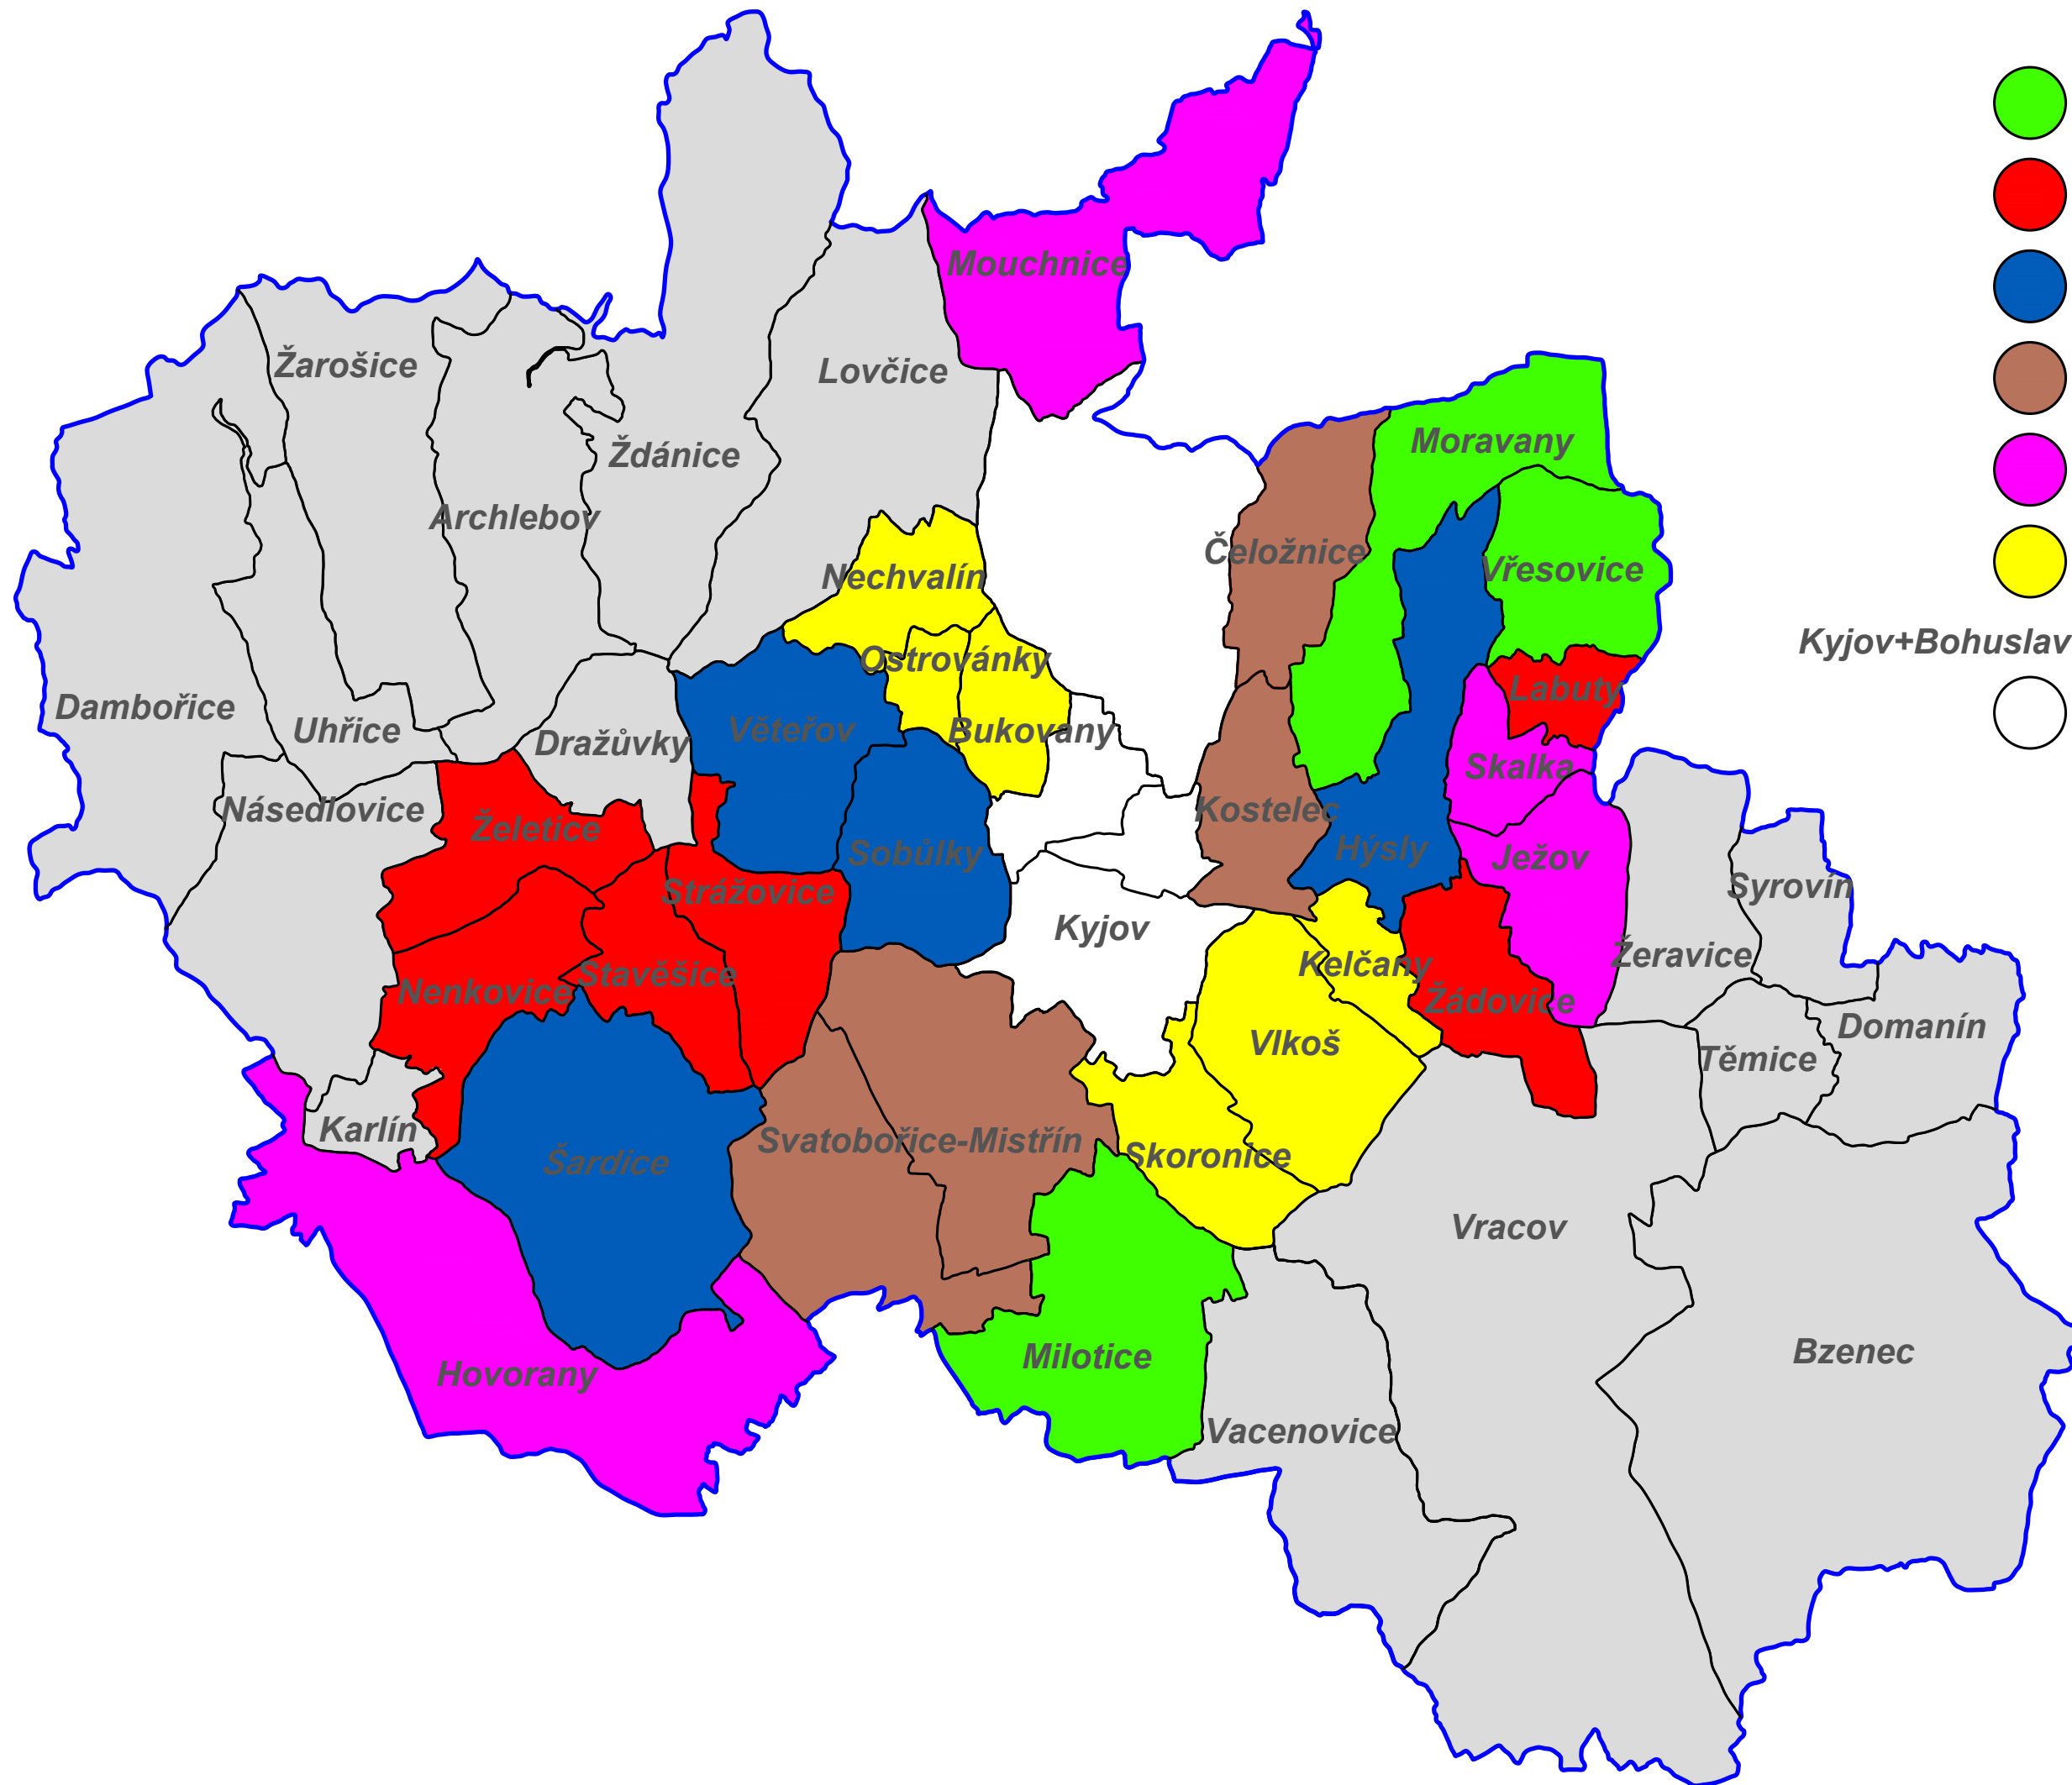 Mouchnice
Žarošice
Lovčice
Moravany
Ždánice
Archlebov
Čeložnice
Vřesovice
Nechvalín
Kyjov+Bohuslav
Ostrovánky
Labuty
Dambořice
Uhřice
Věteřov
Bukovany
Dražůvky
Skalka
Násedlovice
Kostelec
Želetice
Sobůlky
Hýsly
Ježov
Strážovice
Syrovín
Kyjov
Žeravice
Kelčany
Stavěšice
Nenkovice
Žádovice
Domanín
Vlkoš
Těmice
Karlín
Svatobořice-Mistřín
Skoronice
Šardice
Vracov
Bzenec
Milotice
Hovorany
Vacenovice